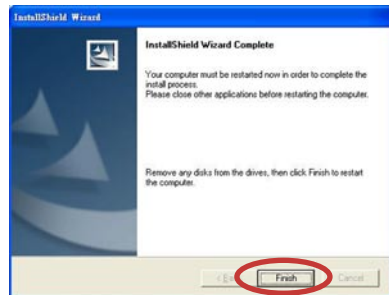 InstallShield Wizard
InstallShield Wizard Complete
Your computer must be restarted now in order to complete the
install process.
Please close other applications before restarting the computer.
Remove any disks from the drives, then click Finish to restart
the computer.
Finish
Cancel